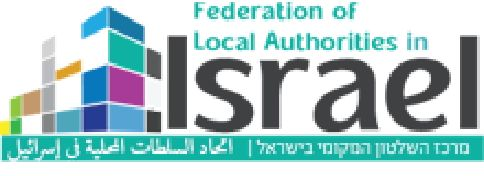 Federation of
Local Authorities in
Israel
מרכז השלטון המקומי בישראל | اتحاد السلطات المحلية في إسرائيل